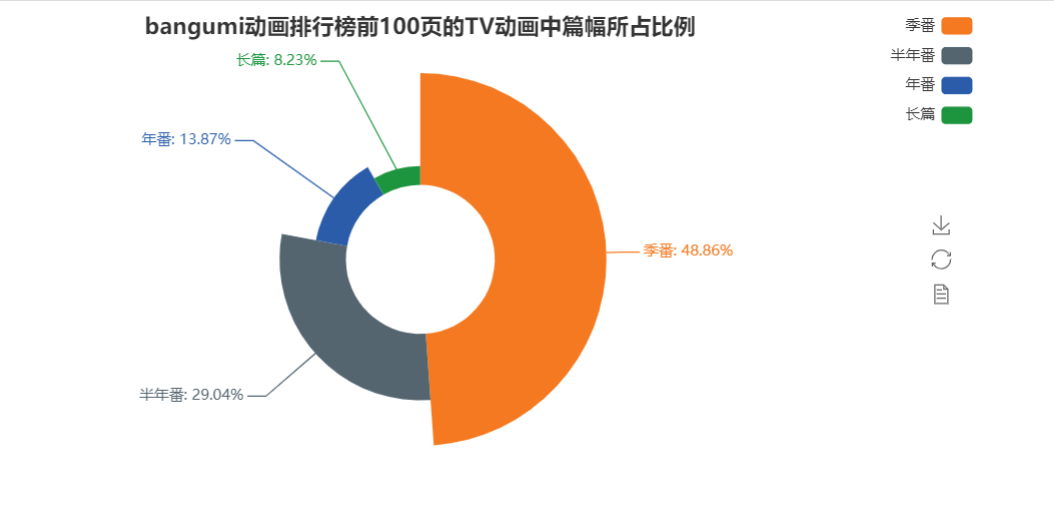 bangumi动画排行榜前100页的TV动画中篇幅所占比例
季番
半年番
年番
长篇
长篇: 8.23%
年番: 13.87%
季番: 48.86%
半年番: 29.04%